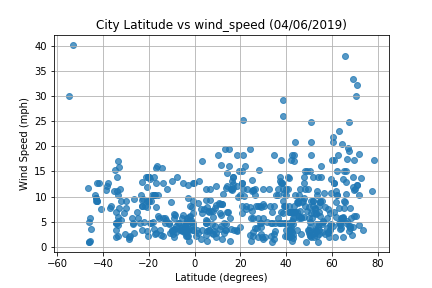 City Latitude vs wind_speed (04/06/2019)
Wind Speed (mph)
40
35
30
25
20
15
10
5
0
−60 −40 −20 0 20 40 60 80
Latitude (degrees)